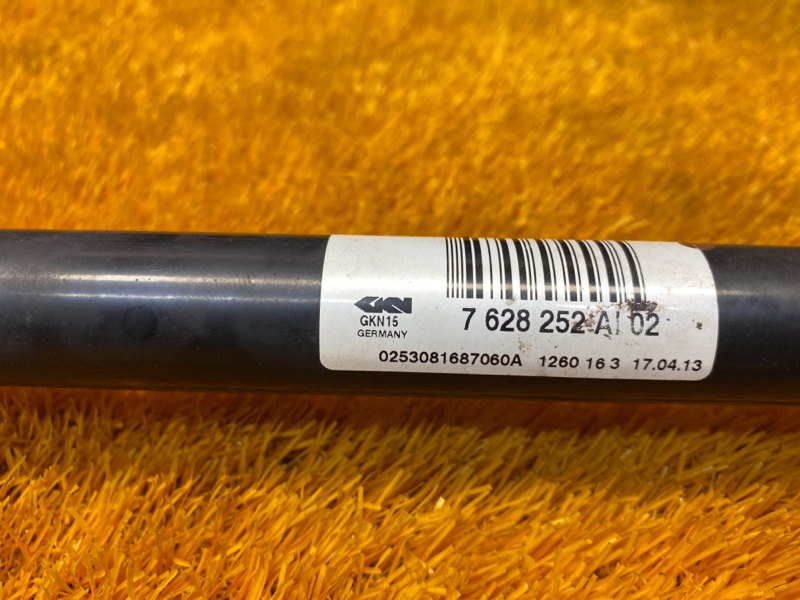 GKN
GKN15
GERMANY
7 628 252 AI 02
0253081687060A 1260 16 3 17.04.13